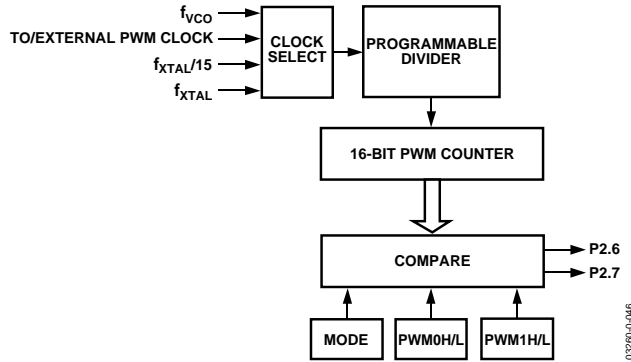 fVCO
TO/EXTERNAL PWM CLOCK
fXTAL/15
fXTAL
CLOCK
SELECT
PROGRAMMABLE
DIVIDER
16-BIT PWM COUNTER
COMPARE
P2.6
P2.7
MODE
PWM0H/L
PWM1H/L
03260-0-046